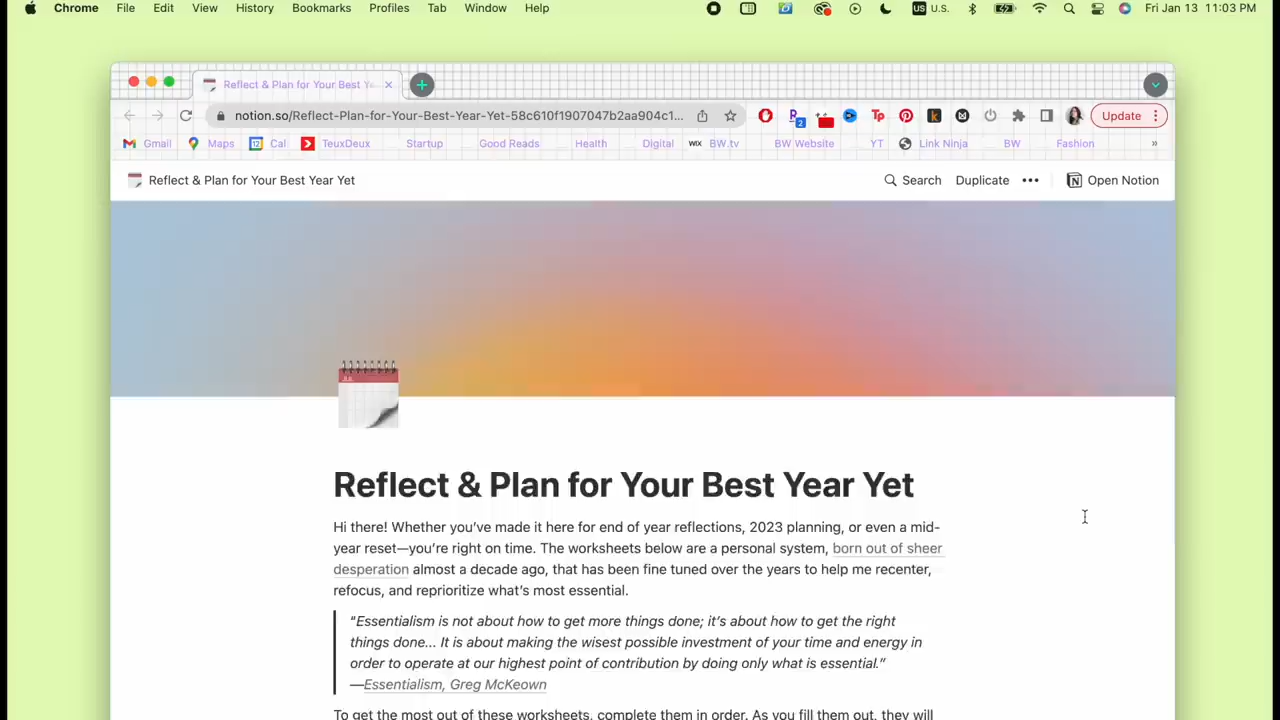 Chrome File Edit View History Bookmarks Profiles Tab Window Help US U.S. Fri Jan 13 11:03 PM
Reflect & Plan for Your Best Y
notion.so/Reflect-Plan-for-Your-Best-Year-Yet-58c610f1907047b2aa904c1... 2 Tp k Update
Gmail Maps 12 Cal TeuxDeux Startup Good Reads Health Digital WIX BW.tv BW Website YT Link Ninja BW Fashion »
Reflect & Plan for Your Best Year Yet Search Duplicate ••• Open Notion
JUL
Reflect & Plan for Your Best Year Yet
Hi there! Whether you’ve made it here for end of year reflections, 2023 planning, or even a mid-
year reset—you’re right on time. The worksheets below are a personal system, born out of sheer
desperation almost a decade ago, that has been fine tuned over the years to help me recenter,
refocus, and reprioritize what’s most essential.
“Essentialism is not about how to get more things done; it’s about how to get the right
things done... It is about making the wisest possible investment of your time and energy in
order to operate at our highest point of contribution by doing only what is essential.”
—Essentialism, Greg McKeown
To get the most out of these worksheets, complete them in order. As you fill them out, they will